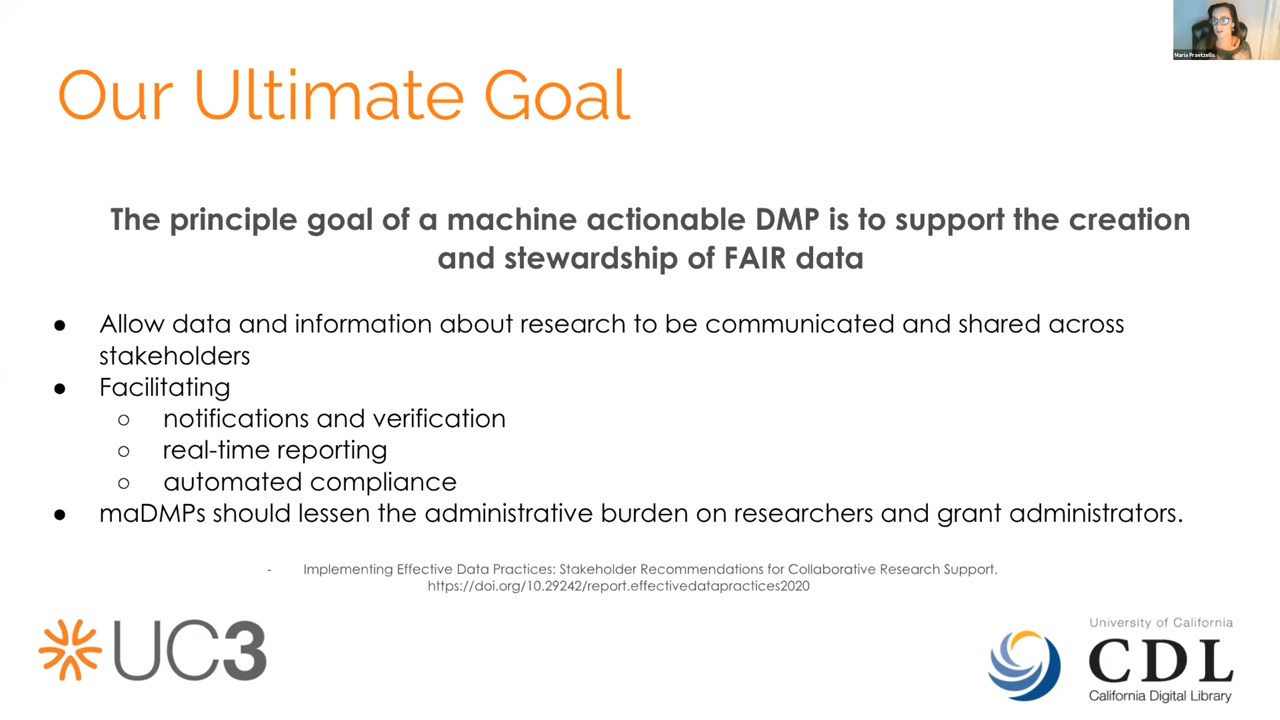 Maria Praetzellis
Our Ultimate Goal
The principle goal of a machine actionable DMP is to support the creation
and stewardship of FAIR data
● Allow data and information about research to be communicated and shared across
stakeholders
● Facilitating
○ notifications and verification
○ real-time reporting
○ automated compliance
● maDMPs should lessen the administrative burden on researchers and grant administrators.
- Implementing Effective Data Practices: Stakeholder Recommendations for Collaborative Research Support.
https://doi.org/10.29242/report.effectivedatapractices2020
UC3
University of California
CDL
California Digital Library